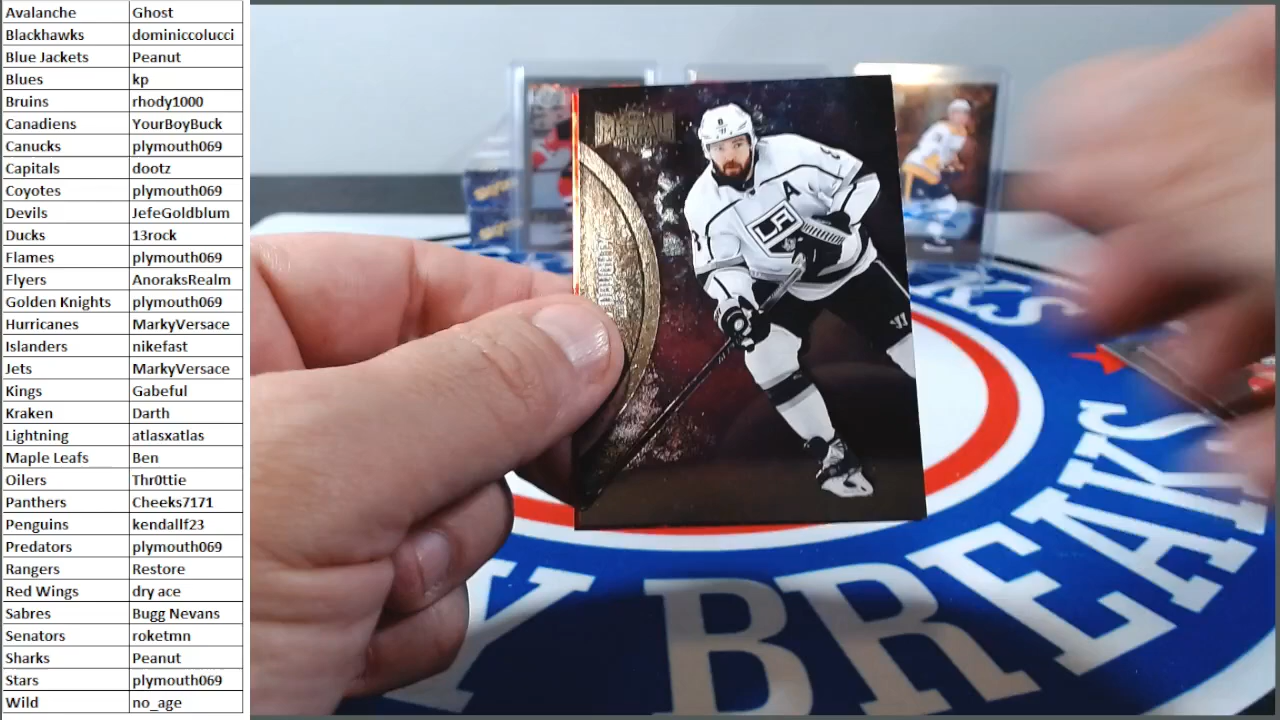 Avalanche Ghost
Blackhawks dominiccolucci
Blue Jackets Peanut
Blues kp
Bruins rhody1000
Canadiens YourBoyBuck
Canucks plymouth069
Capitals dootz
Coyotes plymouth069
Devils JefeGoldblum
Ducks 13rock
Flames plymouth069
Flyers AnoraksRealm
Golden Knights plymouth069
Hurricanes MarkyVersace
Islanders nikefast
Jets MarkyVersace
Kings Gabeful
Kraken Darth
Lightning atlasxatlas
Maple Leafs Ben
Oilers Thr0ttie
Panthers Cheeks7171
Penguins kendallf23
Predators plymouth069
Rangers Restore
Red Wings dry ace
Sabres Bugg Nevans
Senators roketmn
Sharks Peanut
Stars plymouth069
Wild no_age
8
A
LA
DOUGHTY
Y BREAKS